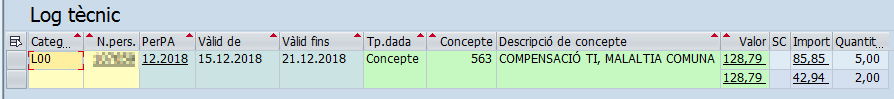 Log tècnic
Categ... N.pers. PerPA Vàlid de Vàlid fins Tp.dada Concepte Descripció de concepte Valor SC Import Quantit...
L00 12.2018 15.12.2018 21.12.2018 Concepte 563 COMPENSACIÓ TI, MALALTIA COMUNA 128,79 85,85 5,00
128,79 42,94 2,00